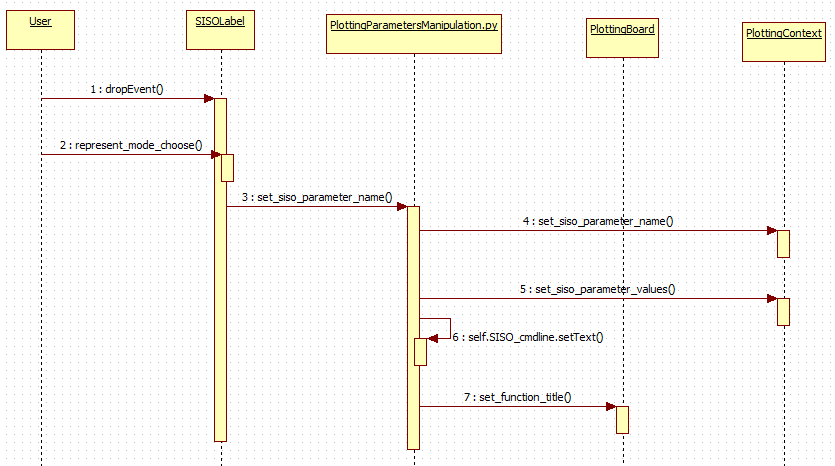 User
SISOLabel
PlottingParametersManipulation.py
PlottingBoard
PlottingContext
1 : dropEvent()
2 : represent_mode_choose()
3 : set_siso_parameter_name()
4 : set_siso_parameter_name()
5 : set_siso_parameter_values()
6 : self.SISO_cmdline.setText()
7 : set_function_title()